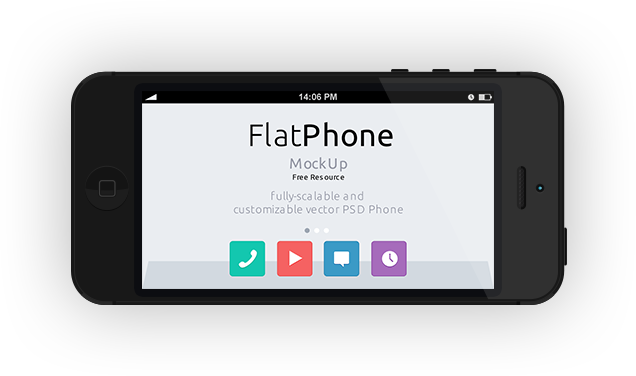 14:06 PM
FlatPhone
MockUp
Free Resource
fully-scalable and
customizable vector PSD Phone